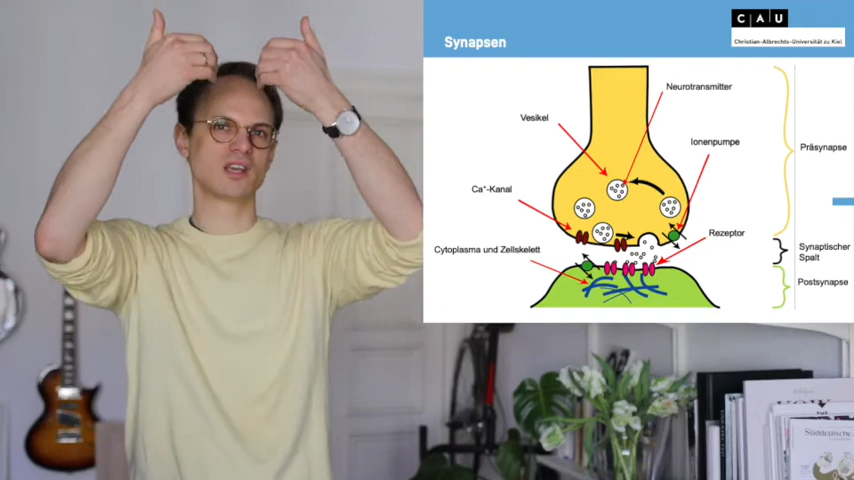 CAU
Christian-Albrechts-Universität zu Kiel
Synapsen
Neurotransmitter
Vesikel
Ionenpumpe
Präsynapse
Ca⁺-Kanal
Rezeptor
Cytoplasma und Zellskelett
Synaptischer
Spalt
Postsynapse
Süddeutsche